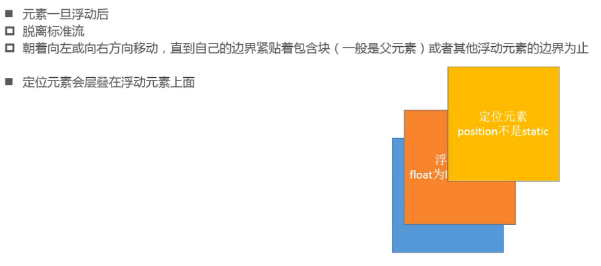 元素一旦浮动后
脱离标准流
朝着向左或向右方向移动，直到自己的边界紧贴着包含块（一般是父元素）或者其他浮动元素的边界为止
定位元素会层叠在浮动元素上面
定位元素
position不是static
浮
float为